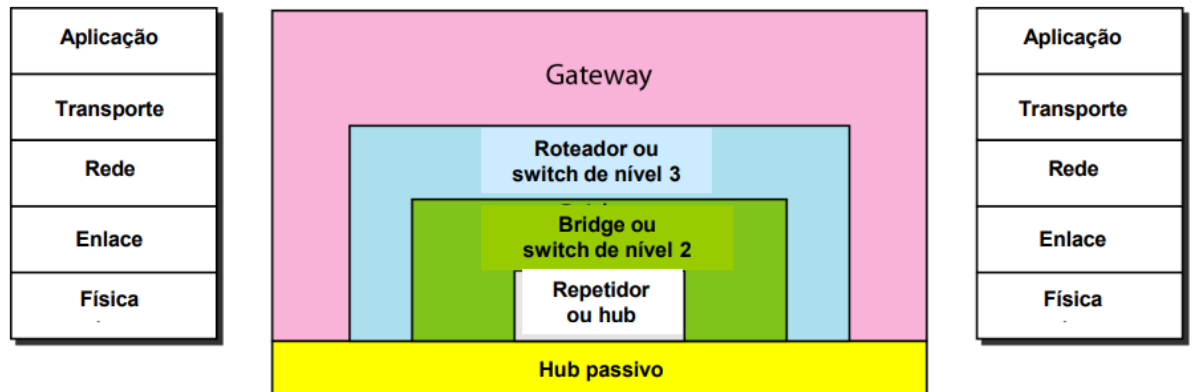 Aplicação
Transporte
Rede
Enlace
Física
Gateway
Roteador ou
switch de nível 3
Bridge ou
switch de nível 2
Repetidor
ou hub
Hub passivo
Aplicação
Transporte
Rede
Enlace
Física